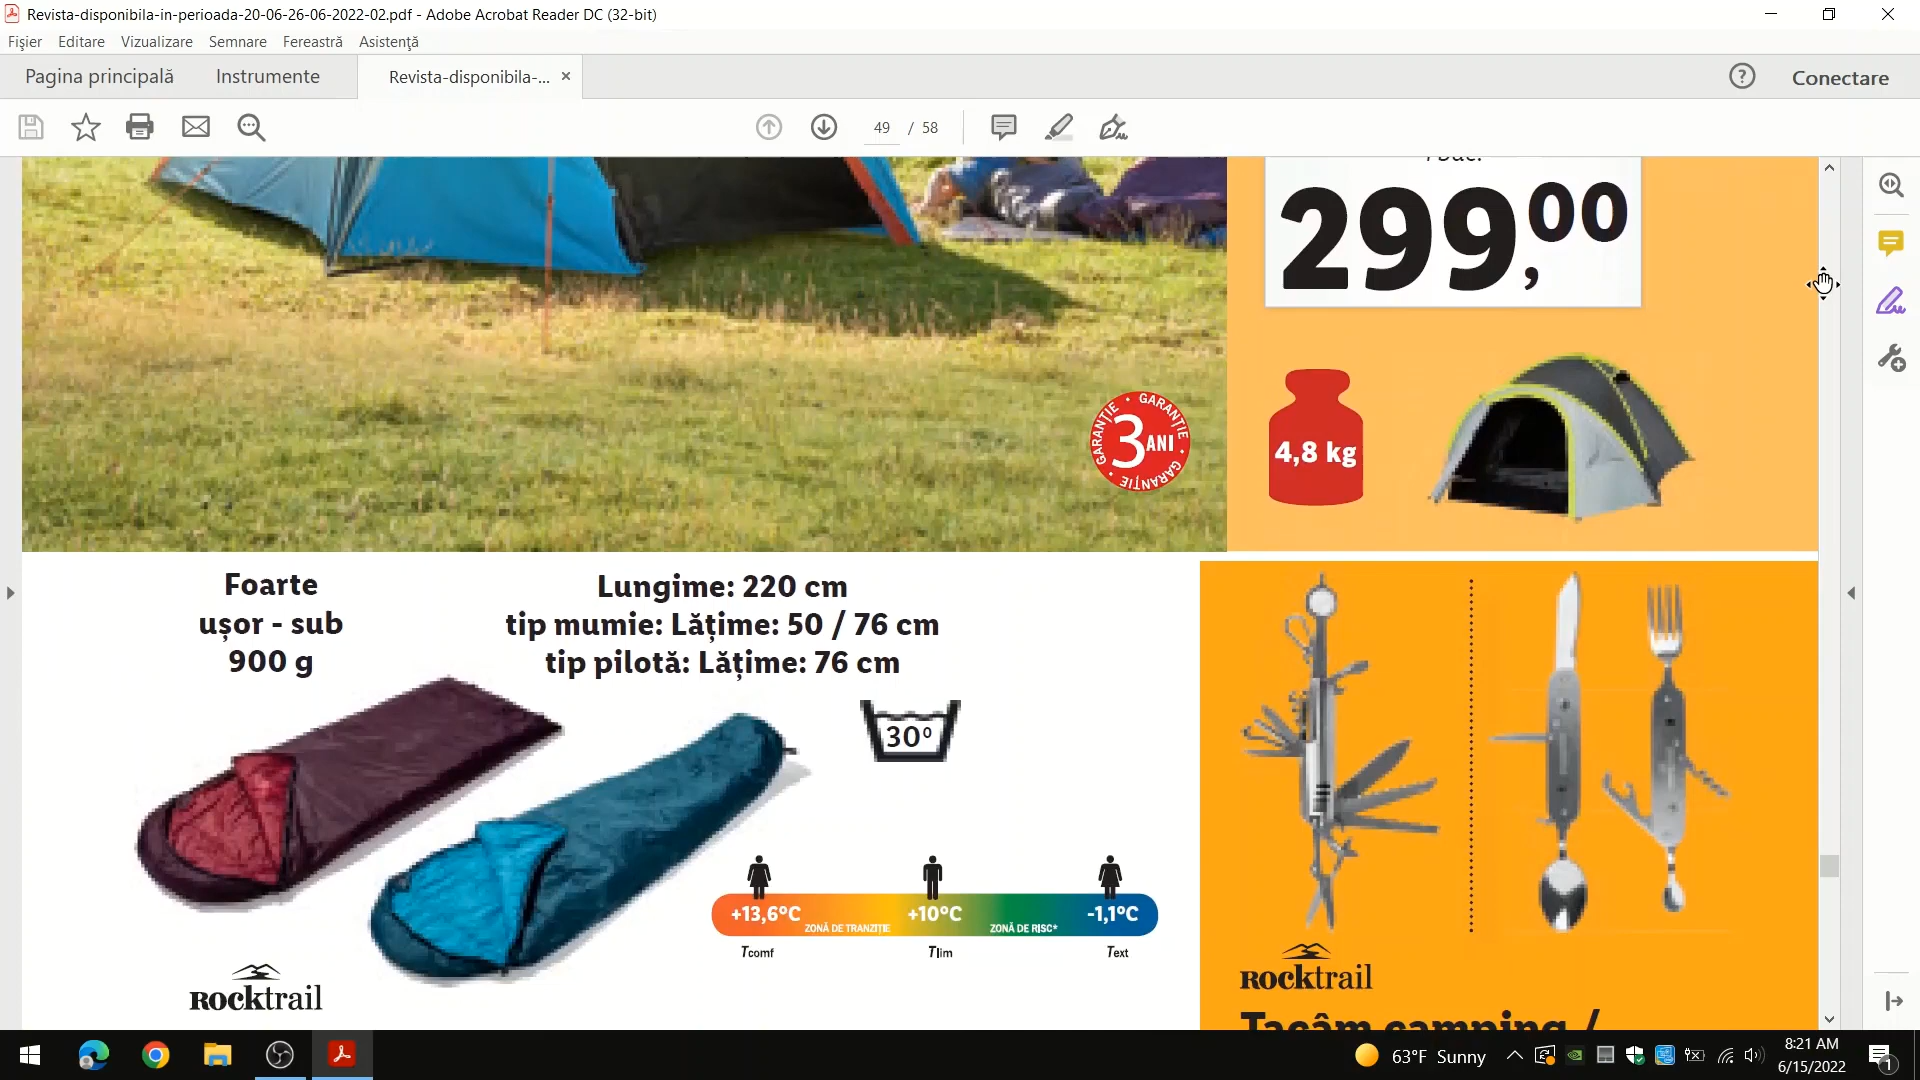 Revista-disponibila-in-perioada-20-06-26-06-2022-02.pdf - Adobe Acrobat Reader DC (32-bit)
Fișier Editare Vizualizare Semnare Fereastră Asistență
Pagina principală Instrumente Revista-disponibila-... × Conectare
49 / 58
299,00
GARANȚIE • GARANȚIE • GARANȚIE •
3 ANI
4,8 kg
Foarte
ușor - sub
900 g
Lungime: 220 cm
tip mumie: Lățime: 50 / 76 cm
tip pilotă: Lățime: 76 cm
30°
+13,6°C ZONĂ DE TRANZIȚIE +10°C ZONĂ DE RISC* -1,1°C
Tcomf Tlim Text
ROCKtrail
ROCKtrail
Tacâm camping /
63°F Sunny
8:21 AM
6/15/2022
1